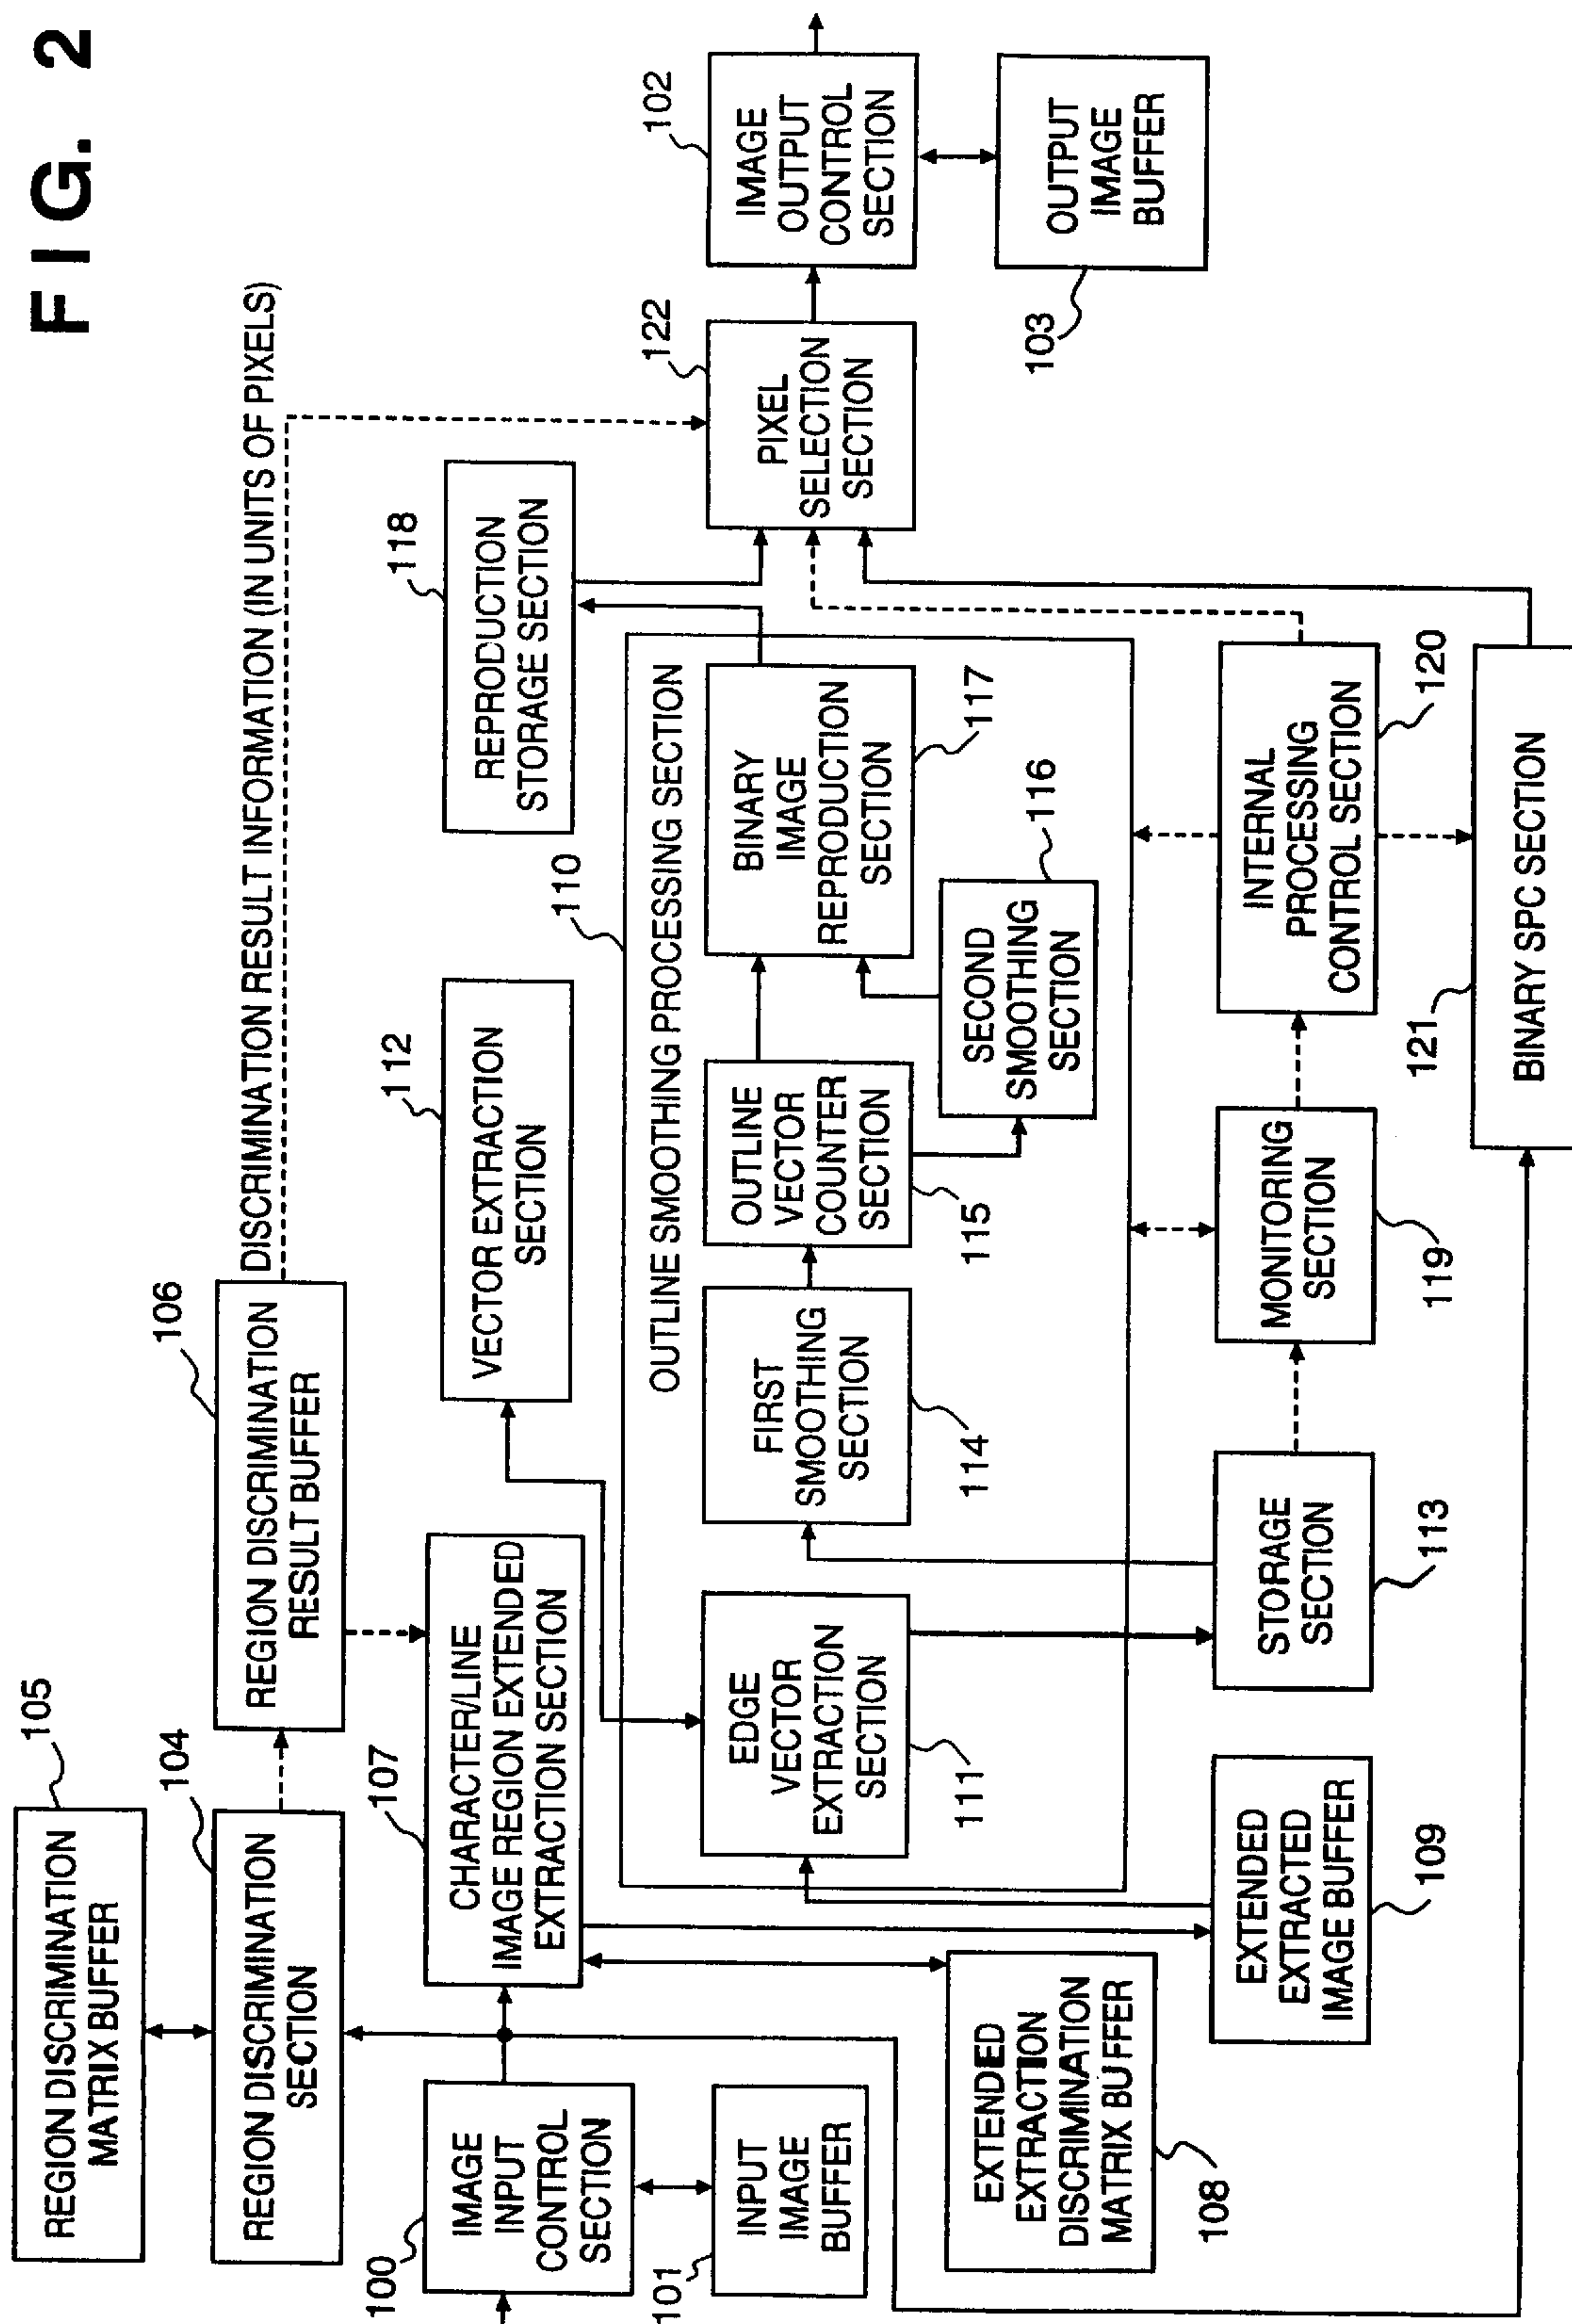 FIG. 2
105
REGION DISCRIMINATION
MATRIX BUFFER
104
REGION DISCRIMINATION
SECTION
106
REGION DISCRIMINATION
RESULT BUFFER
DISCRIMINATION RESULT INFORMATION (IN UNITS OF PIXELS)
100
IMAGE
INPUT
CONTROL
SECTION
101
INPUT
IMAGE
BUFFER
107
CHARACTER/LINE
IMAGE REGION EXTENDED
EXTRACTION SECTION
112
VECTOR EXTRACTION
SECTION
118
REPRODUCTION
STORAGE SECTION
110
OUTLINE SMOOTHING PROCESSING SECTION
EDGE
VECTOR
EXTRACTION
SECTION
111
FIRST
SMOOTHING
SECTION
114
OUTLINE
VECTOR
COUNTER
SECTION
115
SECOND
SMOOTHING
SECTION
116
BINARY
IMAGE
REPRODUCTION
SECTION
117
122
PIXEL
SELECTION
SECTION
102
IMAGE
OUTPUT
CONTROL
SECTION
103
OUTPUT
IMAGE
BUFFER
EXTENDED
EXTRACTION
DISCRIMINATION
MATRIX BUFFER
108
EXTENDED
EXTRACTED
IMAGE BUFFER
109
STORAGE
SECTION
113
MONITORING
SECTION
119
INTERNAL
PROCESSING
CONTROL SECTION
120
121
BINARY SPC SECTION